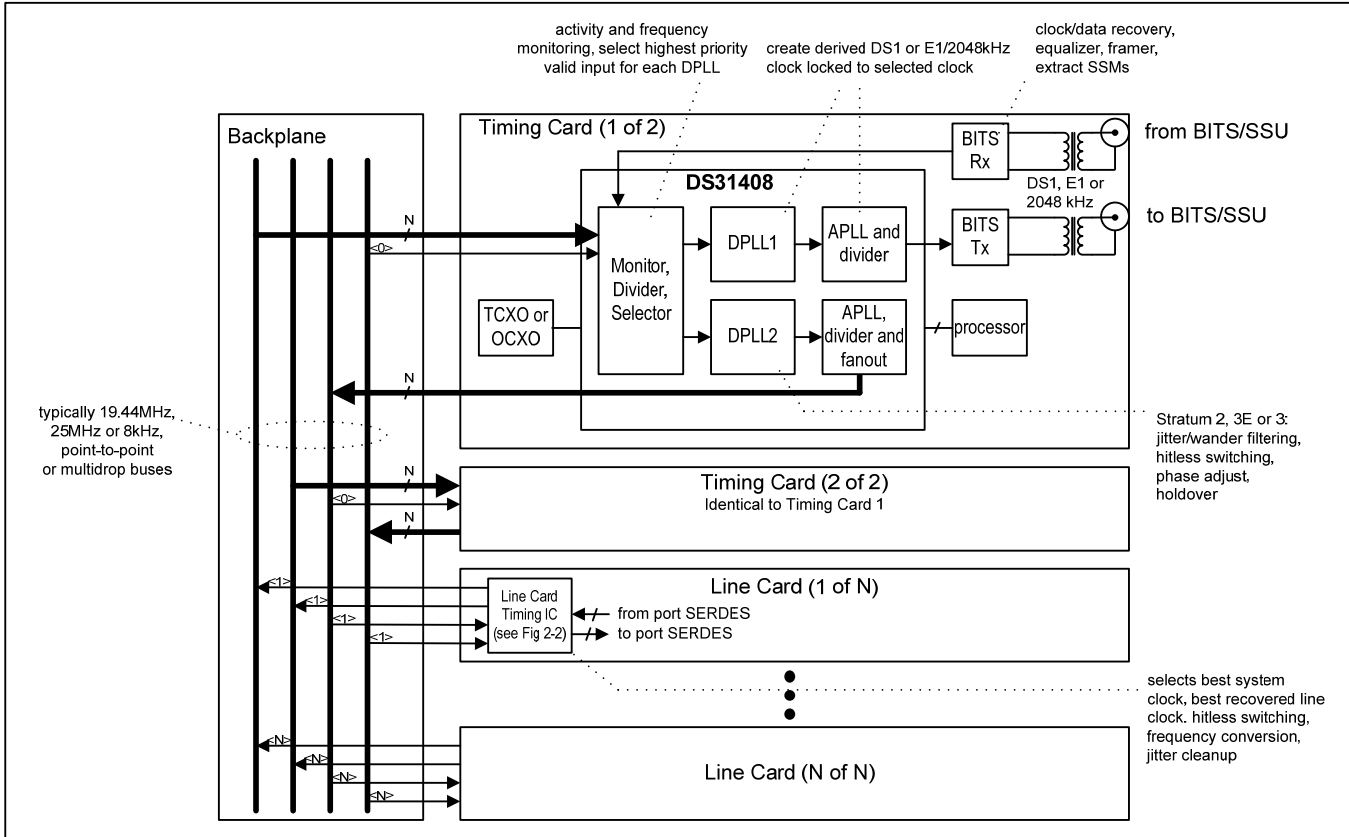 activity and frequency
monitoring, select highest priority
valid input for each DPLL
create derived DS1 or E1/2048kHz
clock locked to selected clock
clock/data recovery,
equalizer, framer,
extract SSMs
Backplane
Timing Card (1 of 2)
BITS
Rx
from BITS/SSU
DS31408
DS1, E1 or
2048 kHz
to BITS/SSU
N
<0>
Monitor,
Divider,
Selector
DPLL1
APLL and
divider
BITS
Tx
TCXO or
OCXO
DPLL2
APLL,
divider and
fanout
processor
N
typically 19.44MHz,
25MHz or 8kHz,
point-to-point
or multidrop buses
Stratum 2, 3E or 3:
jitter/wander filtering,
hitless switching,
phase adjust,
holdover
N
<0>
N
Timing Card (2 of 2)
Identical to Timing Card 1
Line Card (1 of N)
<1>
<1>
<1>
<1>
Line Card
Timing IC
(see Fig 2-2)
from port SERDES
to port SERDES
selects best system
clock, best recovered line
clock. hitless switching,
frequency conversion,
jitter cleanup
<N>
<N>
<N>
<N>
Line Card (N of N)